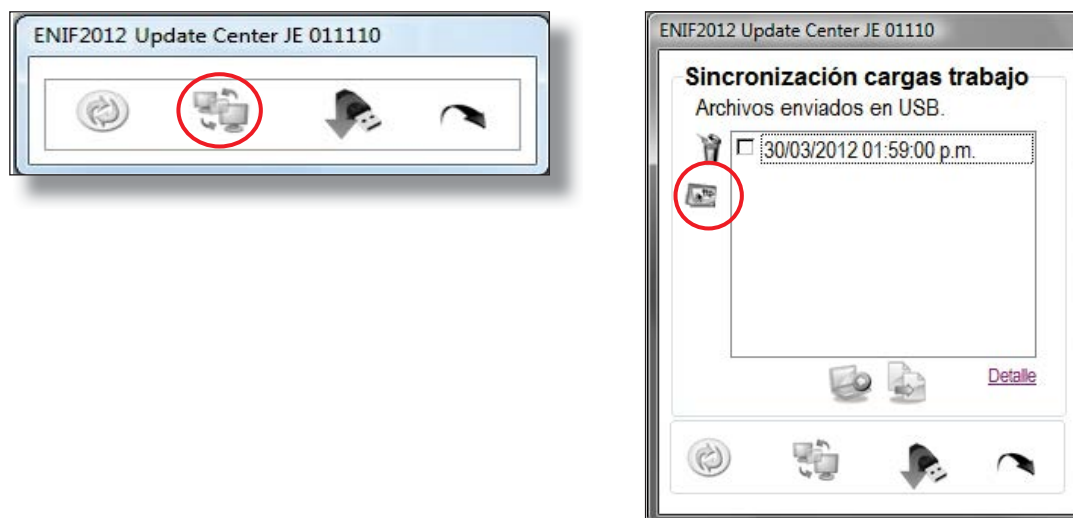 ENIF2012 Update Center JE 011110
ENIF2012 Update Center JE 01110
Sincronización cargas trabajo
Archivos enviados en USB.
30/03/2012 01:59:00 p.m.
Detalle